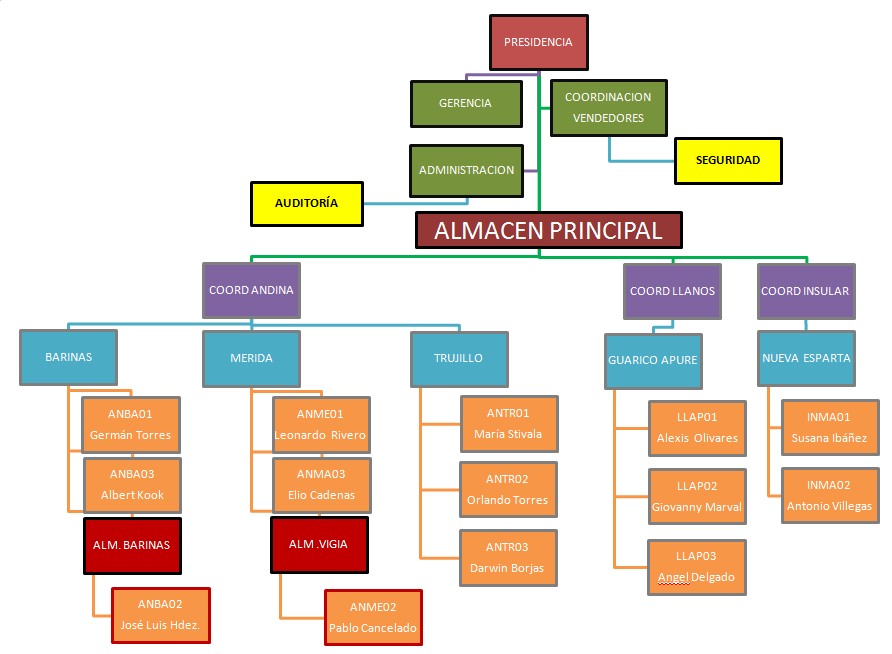 PRESIDENCIA
GERENCIA
COORDINACION
VENDEDORES
ADMINISTRACION
SEGURIDAD
AUDITORÍA
ALMACEN PRINCIPAL
COORD ANDINA
COORD LLANOS
COORD INSULAR
BARINAS
MERIDA
TRUJILLO
GUARICO APURE
NUEVA ESPARTA
ANBA01
Germán Torres
ANBA03
Albert Kook
ALM. BARINAS
ANBA02
José Luis Hdez.
ANME01
Leonardo Rivero
ANMA03
Elio Cadenas
ALM .VIGIA
ANME02
Pablo Cancelado
ANTR01
María Stivala
ANTR02
Orlando Torres
ANTR03
Darwin Borjas
LLAP01
Alexis Olivares
LLAP02
Giovanny Marval
LLAP03
Angel Delgado
INMA01
Susana Ibáñez
INMA02
Antonio Villegas